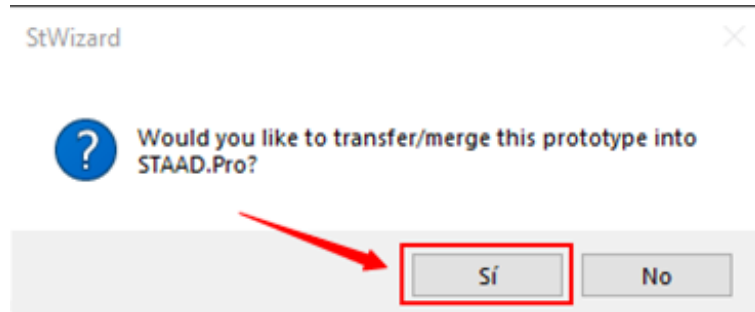 StWizard
Would you like to transfer/merge this prototype into
STAAD.Pro?
Sí
No